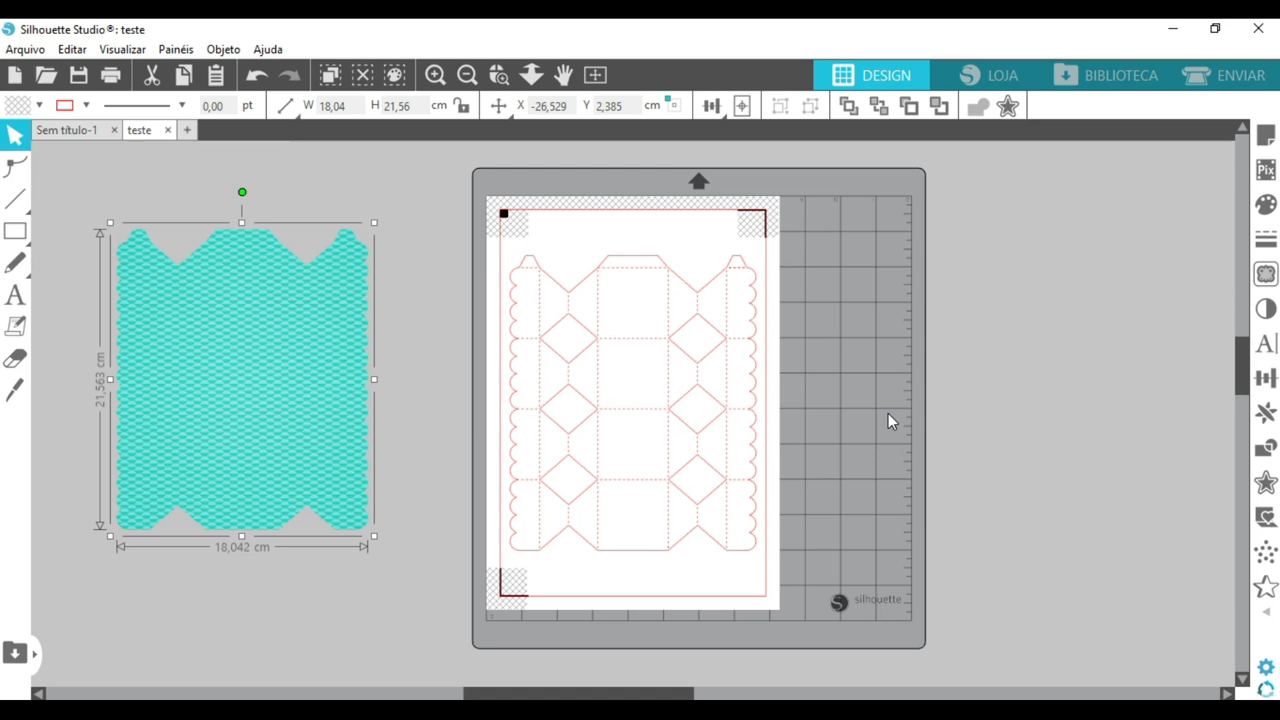 Silhouette Studio®: teste
Arquivo Editar Visualizar Painéis Objeto Ajuda
DESIGN LOJA BIBLIOTECA ENVIAR
0,00 pt W 18,04 H 21,56 cm X -26,529 Y 2,385 cm
Sem título-1 teste
Pix
21,563 cm
18,042 cm
silhouette